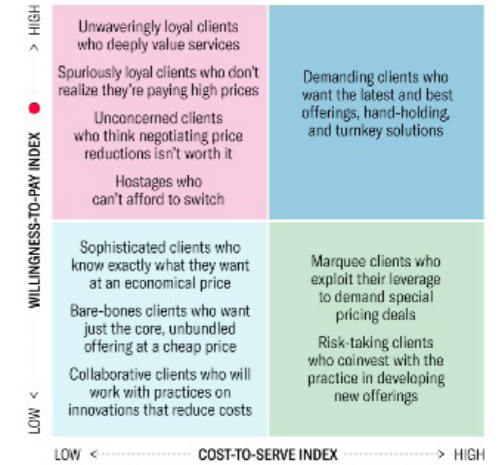 HIGH
WILLINGNESS-TO-PAY INDEX
LOW
Unwaveringly loyal clients
who deeply value services
Spuriously loyal clients who don't
realize they're paying high prices
Unconcerned clients
who think negotiating price
reductions isn't worth it
Hostages who
can't afford to switch
Demanding clients who
want the latest and best
offerings, hand-holding,
and turnkey solutions
Sophisticated clients who
know exactly what they want
at an economical price
Bare-bones clients who want
just the core, unbundled
offering at a cheap price
Collaborative clients who will
work with practices on
innovations that reduce costs
Marquee clients who
exploit their leverage
to demand special
pricing deals
Risk-taking clients
who coinvest with the
practice in developing
new offerings
LOW < COST-TO-SERVE INDEX > HIGH